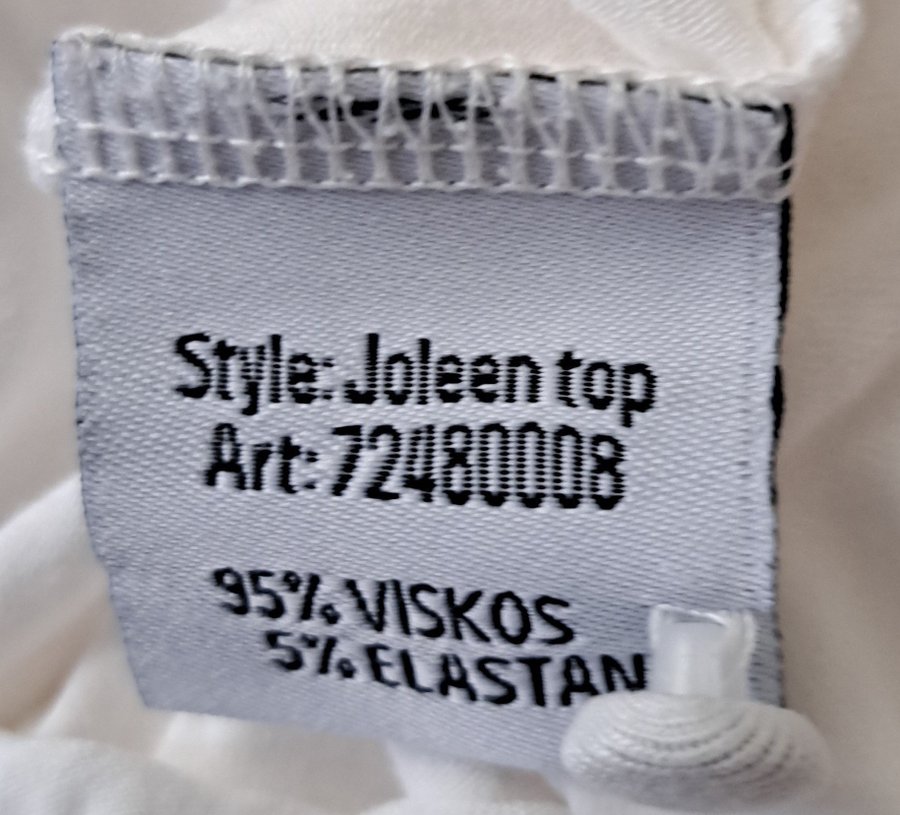 Style: Joleen top
Art: 72480008
95% VISKOS
5% ELASTAN